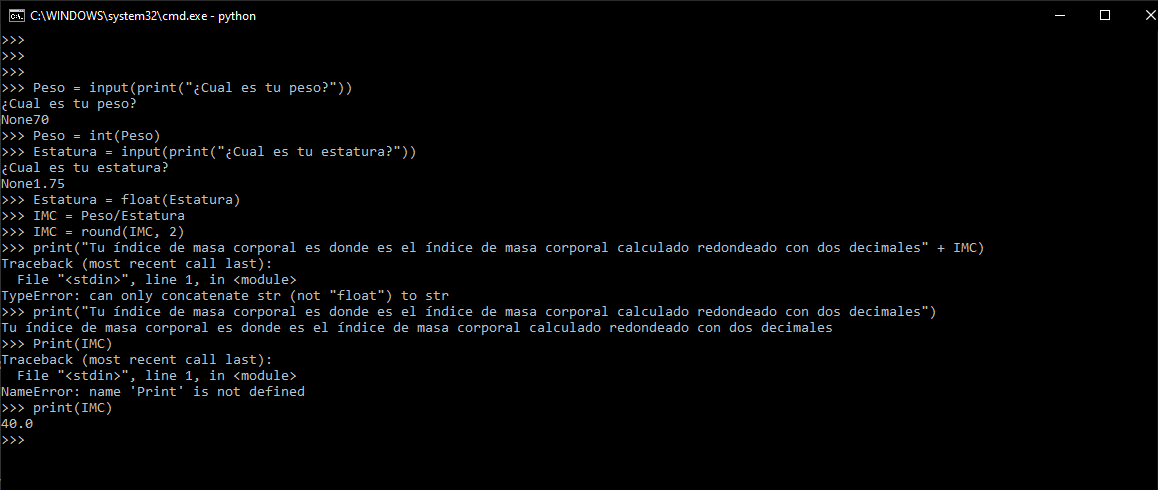 C:\WINDOWS\system32\cmd.exe - python
>>>
>>>
>>>
>>> Peso = input(print("¿Cual es tu peso?"))
¿Cual es tu peso?
None70
>>> Peso = int(Peso)
>>> Estatura = input(print("¿Cual es tu estatura?"))
¿Cual es tu estatura?
None1.75
>>> Estatura = float(Estatura)
>>> IMC = Peso/Estatura
>>> IMC = round(IMC, 2)
>>> print("Tu índice de masa corporal es donde es el índice de masa corporal calculado redondeado con dos decimales" + IMC)
Traceback (most recent call last):
  File "<stdin>", line 1, in <module>
TypeError: can only concatenate str (not "float") to str
>>> print("Tu índice de masa corporal es donde es el índice de masa corporal calculado redondeado con dos decimales")
Tu índice de masa corporal es donde es el índice de masa corporal calculado redondeado con dos decimales
>>> Print(IMC)
Traceback (most recent call last):
  File "<stdin>", line 1, in <module>
NameError: name 'Print' is not defined
>>> print(IMC)
40.0
>>>